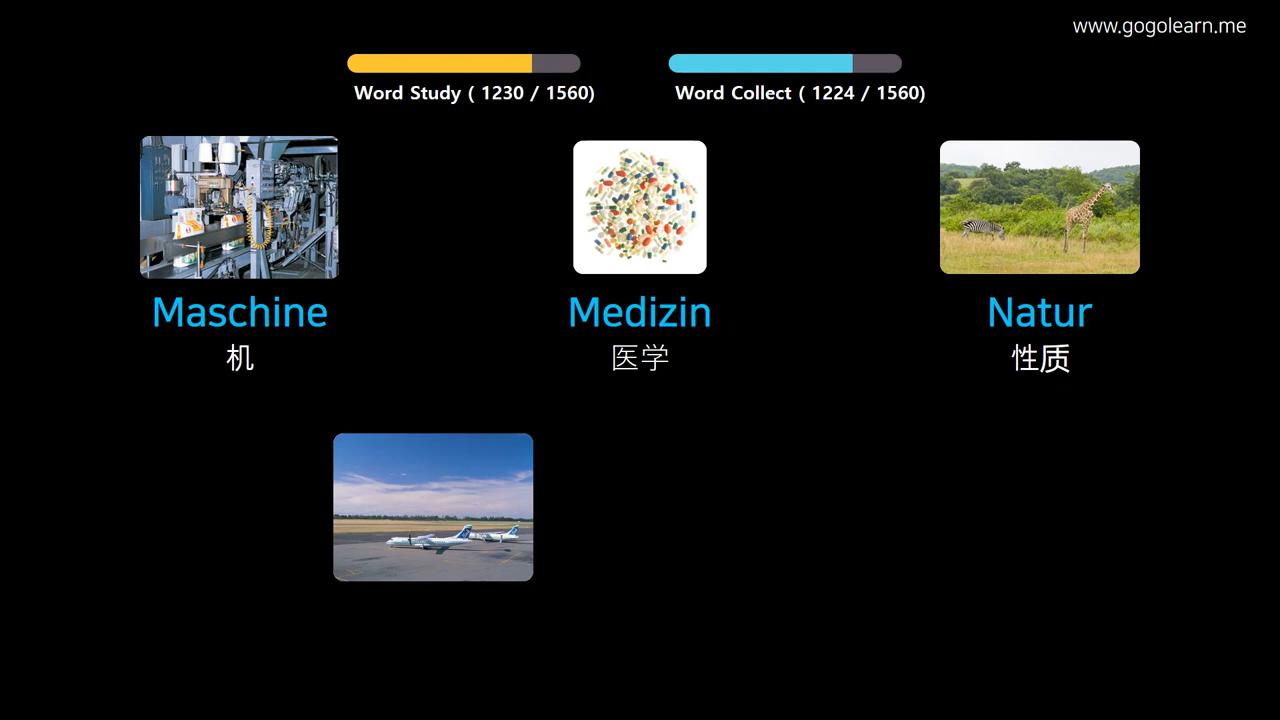 www.gogolearn.me
Word Study ( 1230 / 1560)
Word Collect ( 1224 / 1560)
Maschine
Medizin
Natur
机
医学
性质